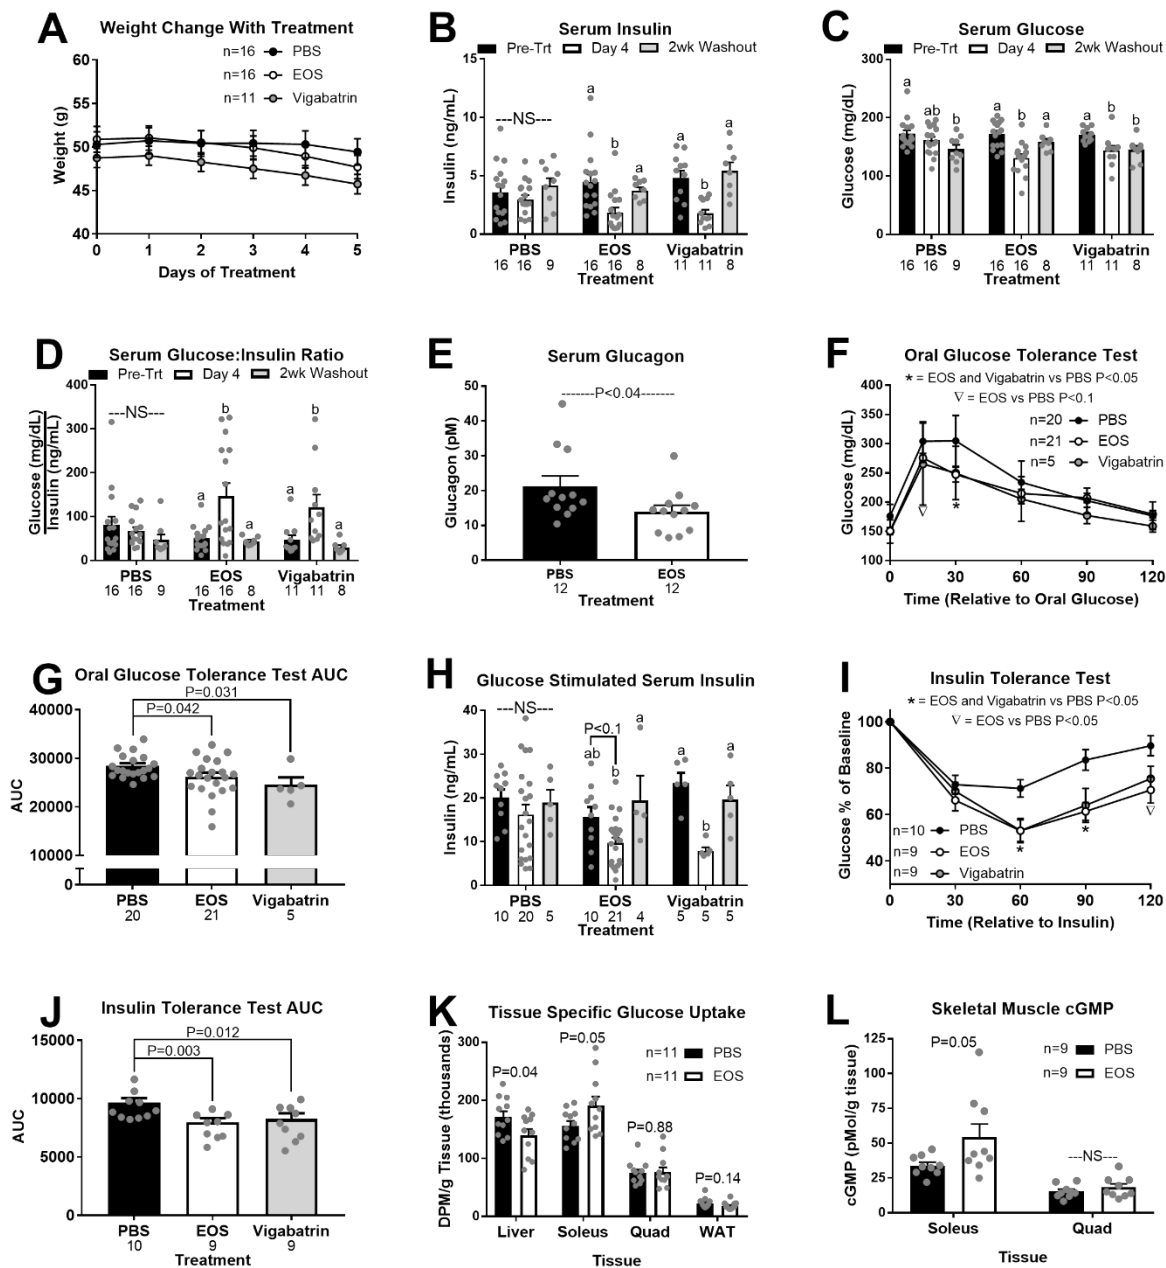 A Weight Change With Treatment
n=16 PBS
n=16 EOS
n=11 Vigabatrin
Weight (g)
60
55
50
45
40
0 1 2 3 4 5
Days of Treatment
B Serum Insulin
Pre-Trt Day 4 2wk Washout
Insulin (ng/mL)
15
10
5
0
---NS---
a b a a b a
PBS EOS Vigabatrin
16 16 9 16 16 8 11 11 8
Treatment
C Serum Glucose
Pre-Trt Day 4 2wk Washout
Glucose (mg/dL)
300
200
100
0
a ab b a b a a b b
PBS EOS Vigabatrin
16 16 9 16 16 8 11 11 8
Treatment
D Serum Glucose:Insulin Ratio
Pre-Trt Day 4 2wk Washout
Glucose (mg/dL)
Insulin (ng/mL)
400
300
200
100
0
---NS---
a b a a b a
PBS EOS Vigabatrin
16 16 9 16 16 8 11 11 8
Treatment
E Serum Glucagon
Glucagon (pM)
50
40
30
20
10
0
-------P<0.04-------
PBS EOS
12 12
Treatment
F Oral Glucose Tolerance Test
* = EOS and Vigabatrin vs PBS P<0.05
∇ = EOS vs PBS P<0.1
n=20 PBS
n=21 EOS
n=5 Vigabatrin
Glucose (mg/dL)
400
350
300
250
200
150
100
∇ *
0 30 60 90 120
Time (Relative to Oral Glucose)
G Oral Glucose Tolerance Test AUC
P=0.031
P=0.042
AUC
40000
30000
20000
10000
0
PBS EOS Vigabatrin
20 21 5
H Glucose Stimulated Serum Insulin
Insulin (ng/mL)
40
30
20
10
0
---NS---
P<0.1
ab b a a b a
PBS EOS Vigabatrin
10 20 5 10 21 4 5 5 5
Treatment
I Insulin Tolerance Test
* = EOS and Vigabatrin vs PBS P<0.05
∇ = EOS vs PBS P<0.05
Glucose % of Baseline
100
80
60
40
n=10 PBS
n=9 EOS
n=9 Vigabatrin
* * ∇
0 30 60 90 120
Time (Relative to Insulin)
J Insulin Tolerance Test AUC
P=0.012
P=0.003
AUC
15000
10000
5000
0
PBS EOS Vigabatrin
10 9 9
Treatment
K Tissue Specific Glucose Uptake
n=11 PBS
n=11 EOS
DPM/g Tissue (thousands)
300
200
100
0
P=0.04 P=0.05 P=0.88 P=0.14
Liver Soleus Quad WAT
Tissue
L Skeletal Muscle cGMP
n=9 PBS
n=9 EOS
cGMP (pMol/g tissue)
125
100
75
50
25
0
P=0.05
---NS---
Soleus Quad
Tissue